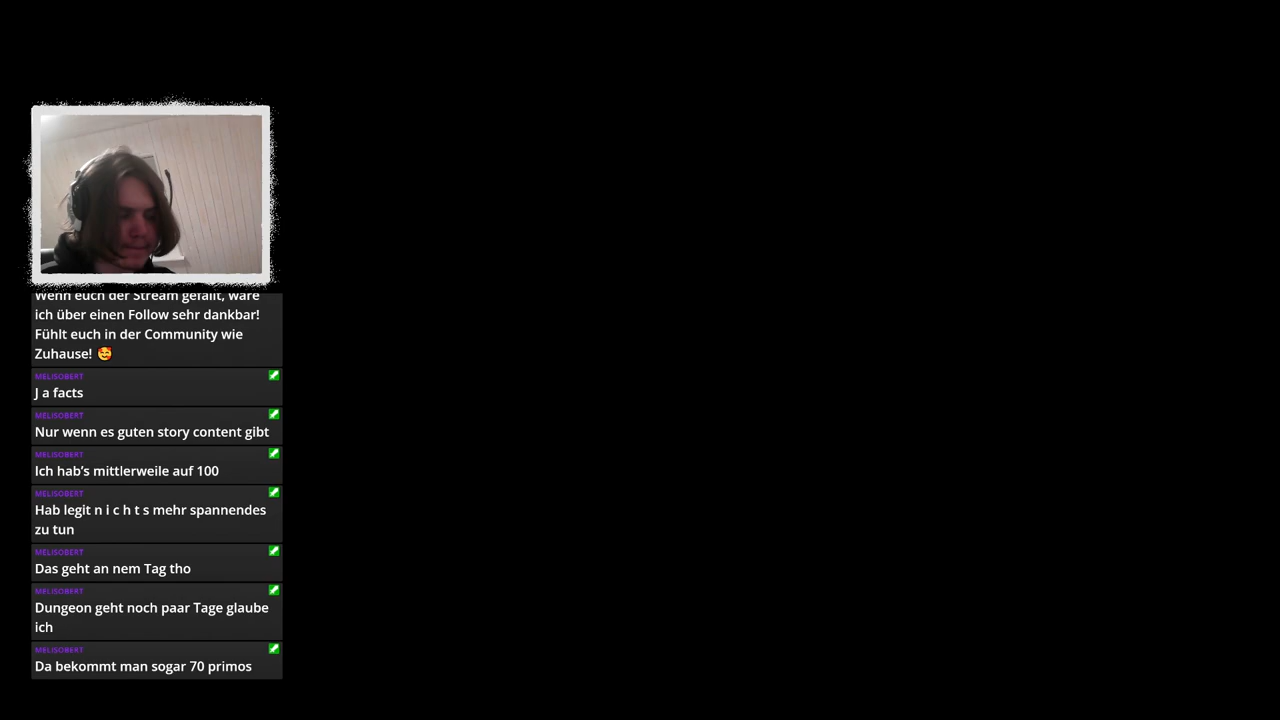 Wenn euch der Stream gefällt, wäre
ich über einen Follow sehr dankbar!
Fühlt euch in der Community wie
Zuhause! 🥰
MELISOBERT
J a facts
MELISOBERT
Nur wenn es guten story content gibt
MELISOBERT
Ich hab’s mittlerweile auf 100
MELISOBERT
Hab legit n i c h t s mehr spannendes
zu tun
MELISOBERT
Das geht an nem Tag tho
MELISOBERT
Dungeon geht noch paar Tage glaube
ich
MELISOBERT
Da bekommt man sogar 70 primos